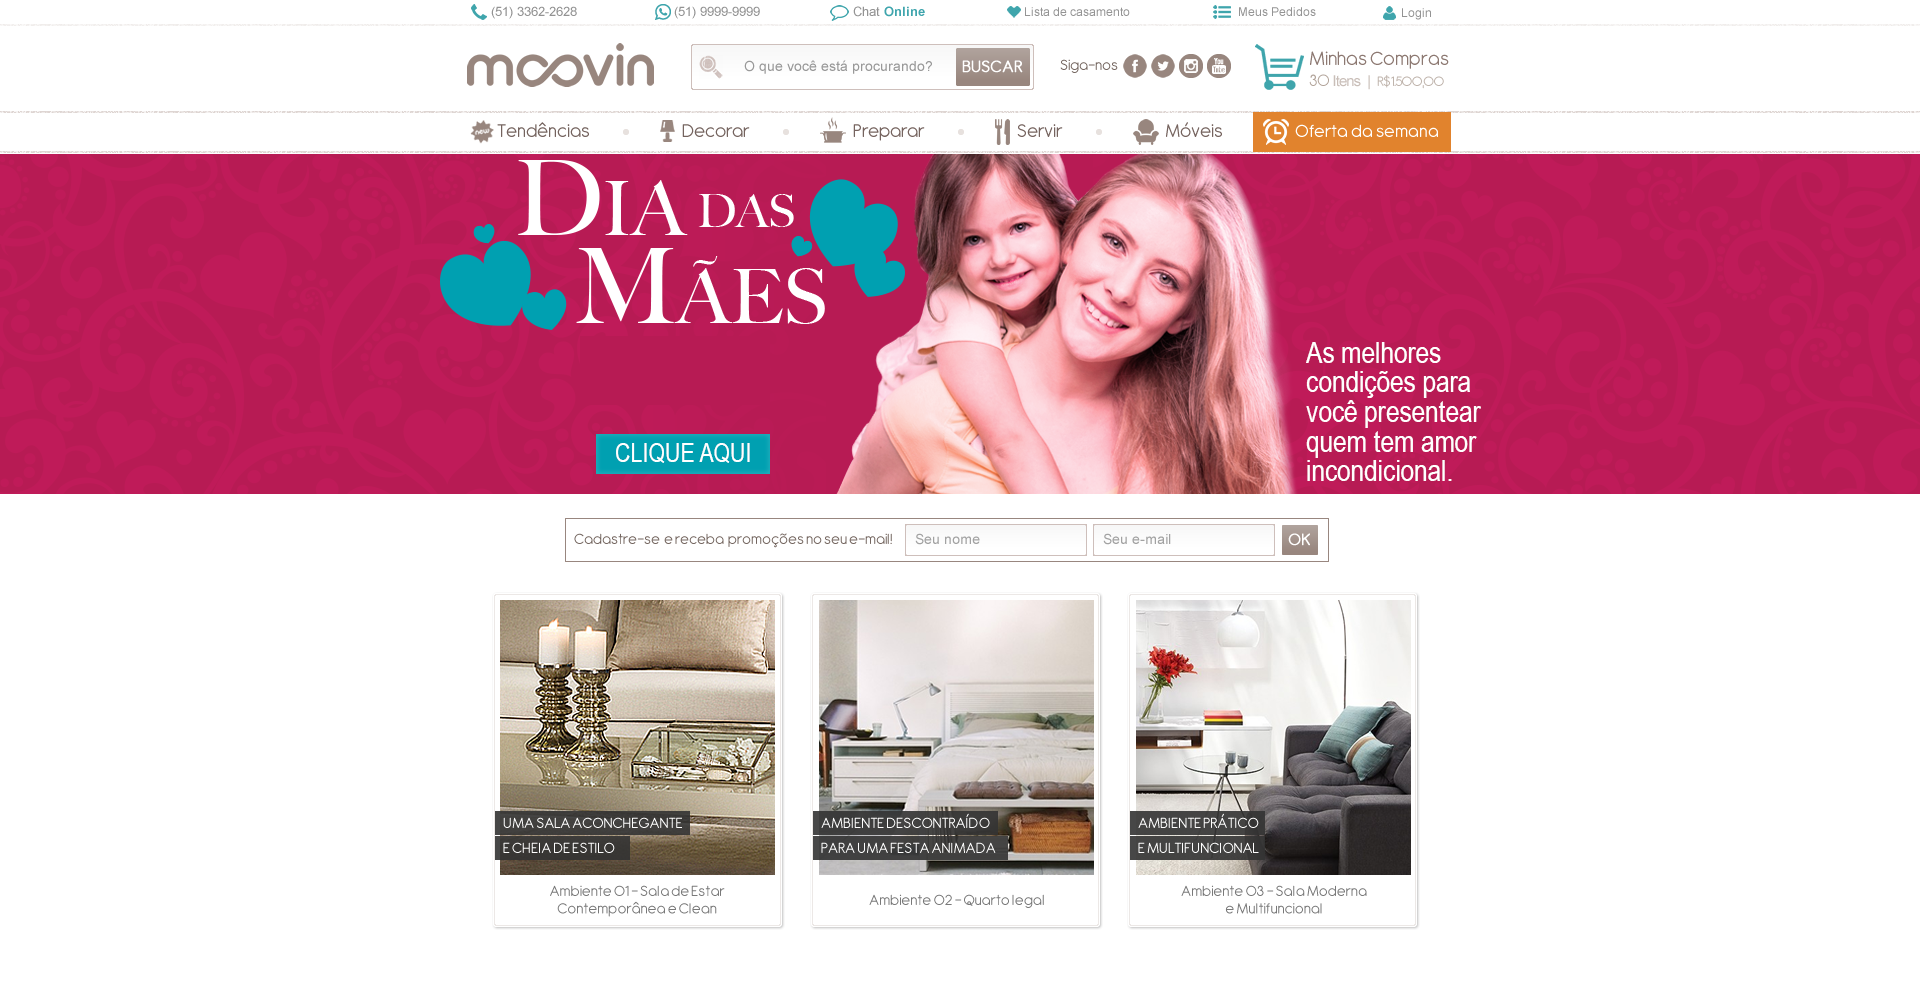 (51) 3362-2628
(51) 9999-9999
Chat Online
Lista de casamento
Meus Pedidos
Login
moovin
O que você está procurando?
BUSCAR
Siga-nos
You Tube
Minhas Compras
30 Itens | R$1.500,00
new
Tendências
Decorar
Preparar
Servir
Móveis
Oferta da semana
DIA DAS
MÃES
As melhores
condições para
você presentear
quem tem amor
incondicional.
CLIQUE AQUI
Cadastre-se e receba promoções no seu e-mail!
Seu nome
Seu e-mail
OK
UMA SALA ACONCHEGANTE
E CHEIA DE ESTILO
Ambiente 01 - Sala de Estar
Contemporânea e Clean
AMBIENTE DESCONTRAÍDO
PARA UMA FESTA ANIMADA
Ambiente 02 - Quarto legal
AMBIENTE PRÁTICO
E MULTIFUNCIONAL
Ambiente 03 - Sala Moderna
e Multifuncional